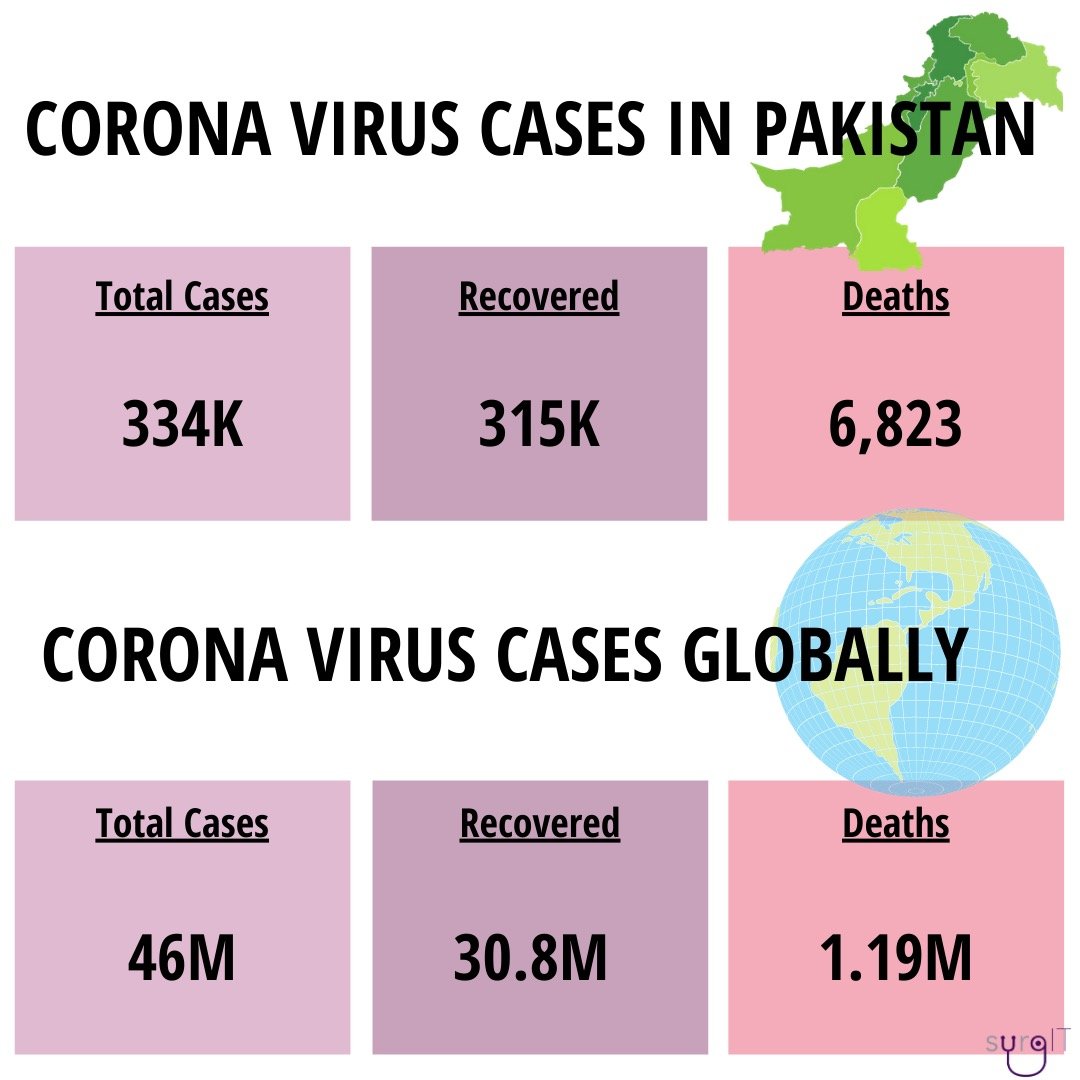 CORONA VIRUS CASES IN PAKISTAN
Total Cases
Recovered
Deaths
334K
315K
6,823
CORONA VIRUS CASES GLOBALLY
Total Cases
Recovered
Deaths
46M
30.8M
1.19M
surgIT